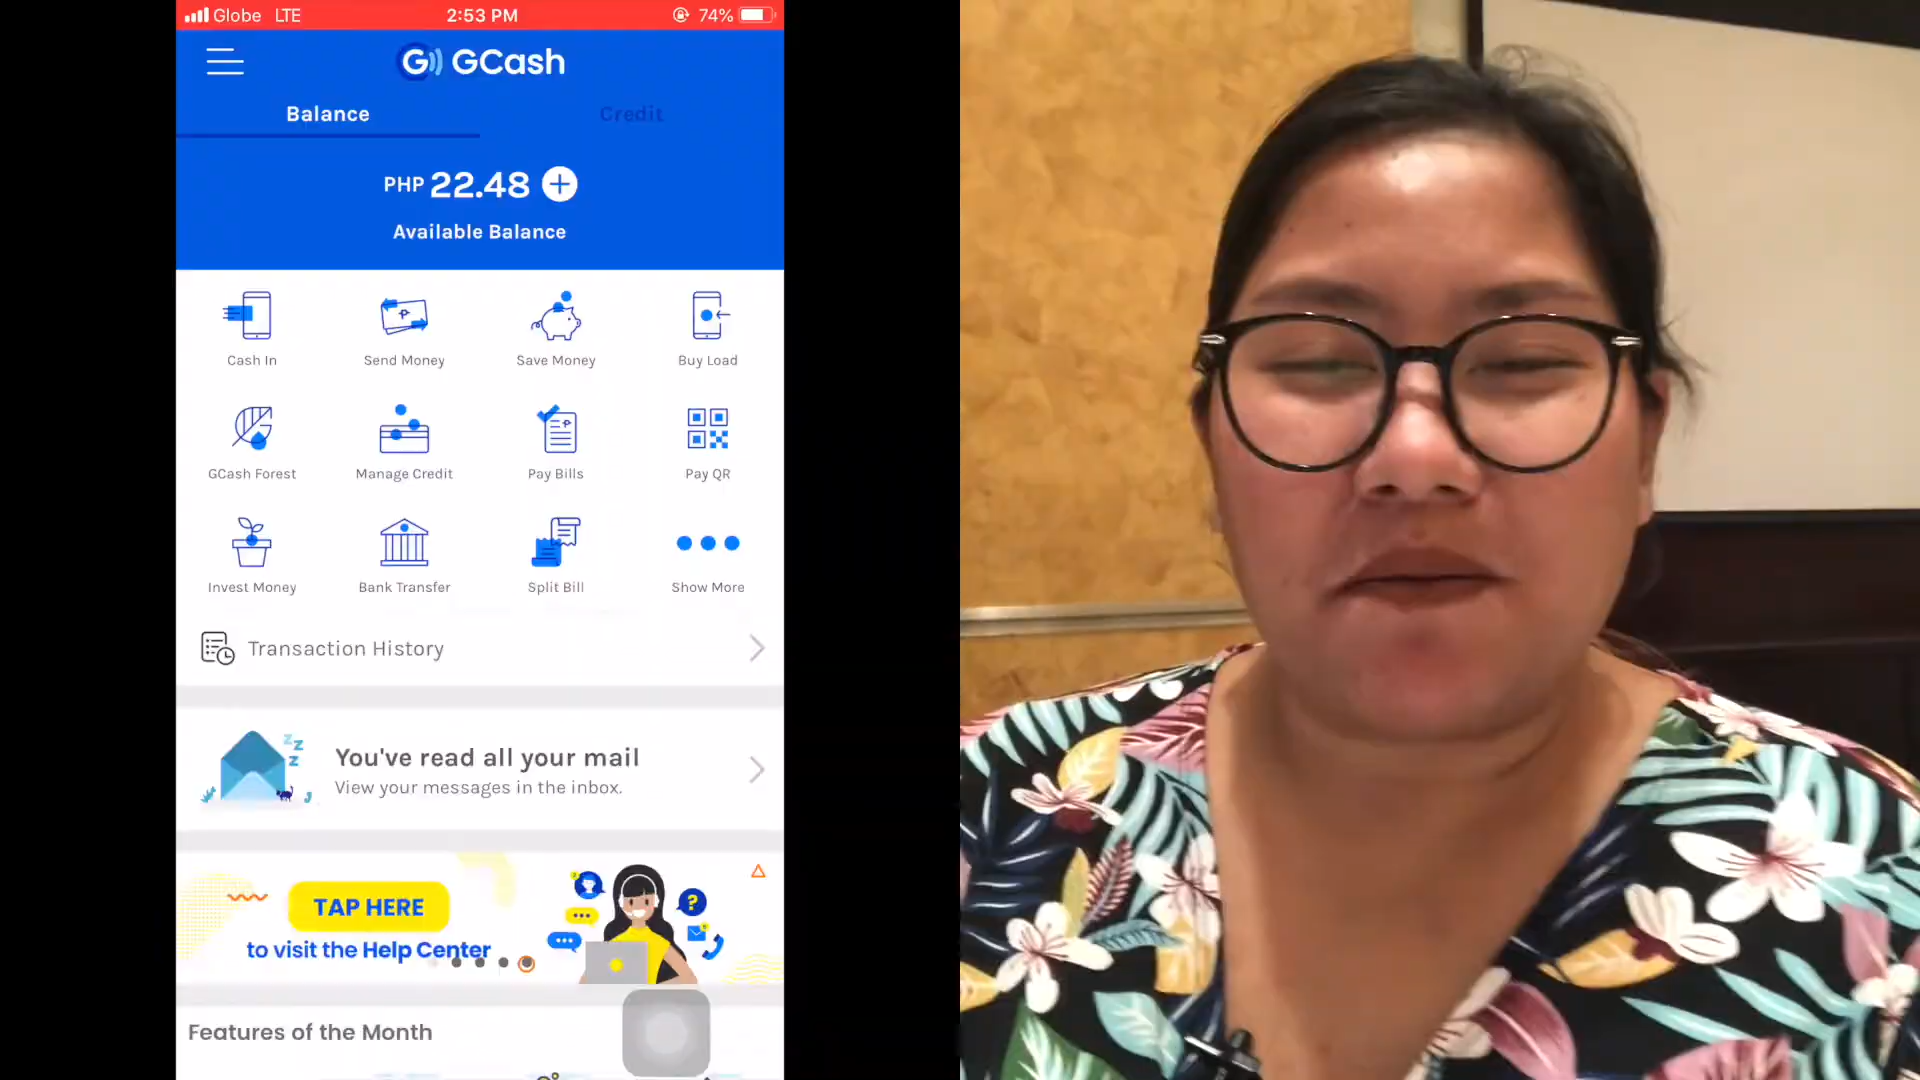 Globe LTE 2:53 PM 74%
GCash
Balance Credit
PHP 22.48
Available Balance
Cash In Send Money Save Money Buy Load
GCash Forest Manage Credit Pay Bills Pay QR
Invest Money Bank Transfer Split Bill Show More
Transaction History
You've read all your mail
View your messages in the inbox.
TAP HERE
to visit the Help Center
Features of the Month